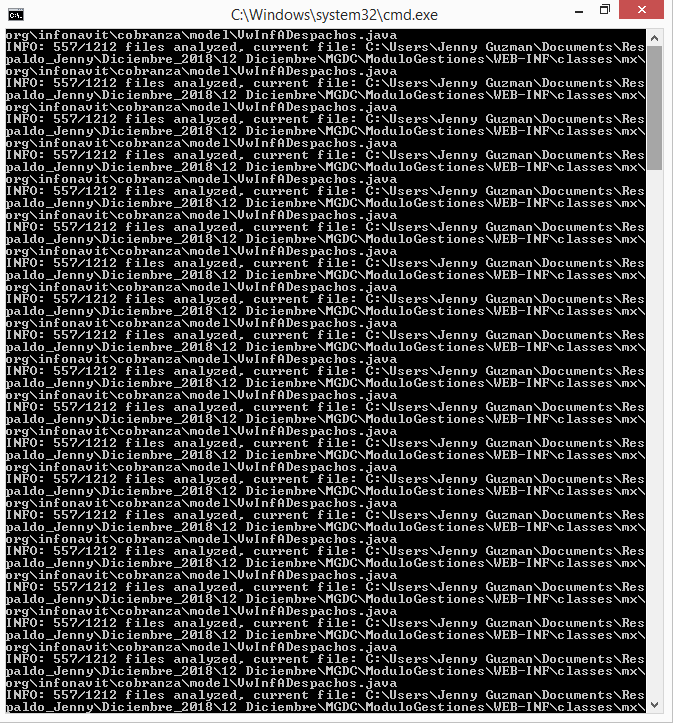 C:\Windows\system32\cmd.exe
org\infonavit\cobranza\model\VwInfADespachos.java
INFO: 557/1212 files analyzed, current file: C:\Users\Jenny Guzman\Documents\Res
paldo_Jenny\Diciembre_2018\12 Diciembre\MGDC\ModuloGestiones\WEB-INF\classes\mx\
org\infonavit\cobranza\model\VwInfADespachos.java
INFO: 557/1212 files analyzed, current file: C:\Users\Jenny Guzman\Documents\Res
paldo_Jenny\Diciembre_2018\12 Diciembre\MGDC\ModuloGestiones\WEB-INF\classes\mx\
org\infonavit\cobranza\model\VwInfADespachos.java
INFO: 557/1212 files analyzed, current file: C:\Users\Jenny Guzman\Documents\Res
paldo_Jenny\Diciembre_2018\12 Diciembre\MGDC\ModuloGestiones\WEB-INF\classes\mx\
org\infonavit\cobranza\model\VwInfADespachos.java
INFO: 557/1212 files analyzed, current file: C:\Users\Jenny Guzman\Documents\Res
paldo_Jenny\Diciembre_2018\12 Diciembre\MGDC\ModuloGestiones\WEB-INF\classes\mx\
org\infonavit\cobranza\model\VwInfADespachos.java
INFO: 557/1212 files analyzed, current file: C:\Users\Jenny Guzman\Documents\Res
paldo_Jenny\Diciembre_2018\12 Diciembre\MGDC\ModuloGestiones\WEB-INF\classes\mx\
org\infonavit\cobranza\model\VwInfADespachos.java
INFO: 557/1212 files analyzed, current file: C:\Users\Jenny Guzman\Documents\Res
paldo_Jenny\Diciembre_2018\12 Diciembre\MGDC\ModuloGestiones\WEB-INF\classes\mx\
org\infonavit\cobranza\model\VwInfADespachos.java
INFO: 557/1212 files analyzed, current file: C:\Users\Jenny Guzman\Documents\Res
paldo_Jenny\Diciembre_2018\12 Diciembre\MGDC\ModuloGestiones\WEB-INF\classes\mx\
org\infonavit\cobranza\model\VwInfADespachos.java
INFO: 557/1212 files analyzed, current file: C:\Users\Jenny Guzman\Documents\Res
paldo_Jenny\Diciembre_2018\12 Diciembre\MGDC\ModuloGestiones\WEB-INF\classes\mx\
org\infonavit\cobranza\model\VwInfADespachos.java
INFO: 557/1212 files analyzed, current file: C:\Users\Jenny Guzman\Documents\Res
paldo_Jenny\Diciembre_2018\12 Diciembre\MGDC\ModuloGestiones\WEB-INF\classes\mx\
org\infonavit\cobranza\model\VwInfADespachos.java
INFO: 557/1212 files analyzed, current file: C:\Users\Jenny Guzman\Documents\Res
paldo_Jenny\Diciembre_2018\12 Diciembre\MGDC\ModuloGestiones\WEB-INF\classes\mx\
org\infonavit\cobranza\model\VwInfADespachos.java
INFO: 557/1212 files analyzed, current file: C:\Users\Jenny Guzman\Documents\Res
paldo_Jenny\Diciembre_2018\12 Diciembre\MGDC\ModuloGestiones\WEB-INF\classes\mx\
org\infonavit\cobranza\model\VwInfADespachos.java
INFO: 557/1212 files analyzed, current file: C:\Users\Jenny Guzman\Documents\Res
paldo_Jenny\Diciembre_2018\12 Diciembre\MGDC\ModuloGestiones\WEB-INF\classes\mx\
org\infonavit\cobranza\model\VwInfADespachos.java
INFO: 557/1212 files analyzed, current file: C:\Users\Jenny Guzman\Documents\Res
paldo_Jenny\Diciembre_2018\12 Diciembre\MGDC\ModuloGestiones\WEB-INF\classes\mx\
org\infonavit\cobranza\model\VwInfADespachos.java
INFO: 557/1212 files analyzed, current file: C:\Users\Jenny Guzman\Documents\Res
paldo_Jenny\Diciembre_2018\12 Diciembre\MGDC\ModuloGestiones\WEB-INF\classes\mx\
org\infonavit\cobranza\model\VwInfADespachos.java
INFO: 557/1212 files analyzed, current file: C:\Users\Jenny Guzman\Documents\Res
paldo_Jenny\Diciembre_2018\12 Diciembre\MGDC\ModuloGestiones\WEB-INF\classes\mx\
org\infonavit\cobranza\model\VwInfADespachos.java
INFO: 557/1212 files analyzed, current file: C:\Users\Jenny Guzman\Documents\Res
paldo_Jenny\Diciembre_2018\12 Diciembre\MGDC\ModuloGestiones\WEB-INF\classes\mx\
org\infonavit\cobranza\model\VwInfADespachos.java
INFO: 557/1212 files analyzed, current file: C:\Users\Jenny Guzman\Documents\Res
paldo_Jenny\Diciembre_2018\12 Diciembre\MGDC\ModuloGestiones\WEB-INF\classes\mx\
org\infonavit\cobranza\model\VwInfADespachos.java
INFO: 557/1212 files analyzed, current file: C:\Users\Jenny Guzman\Documents\Res
paldo_Jenny\Diciembre_2018\12 Diciembre\MGDC\ModuloGestiones\WEB-INF\classes\mx\
org\infonavit\cobranza\model\VwInfADespachos.java
INFO: 557/1212 files analyzed, current file: C:\Users\Jenny Guzman\Documents\Res
paldo_Jenny\Diciembre_2018\12 Diciembre\MGDC\ModuloGestiones\WEB-INF\classes\mx\